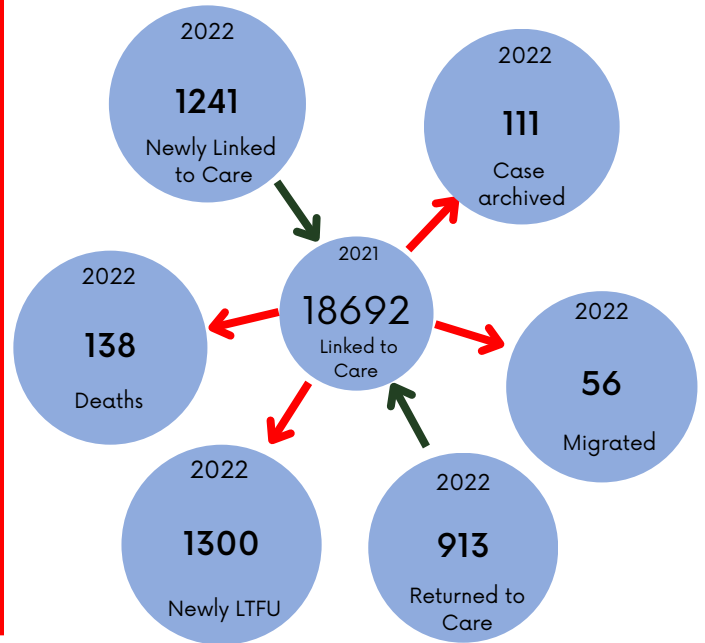 2022
1241
Newly Linked
to Care
2022
111
Case
archived
2021
18692
Linked to
Care
2022
138
Deaths
2022
56
Migrated
2022
1300
Newly LTFU
2022
913
Returned to
Care